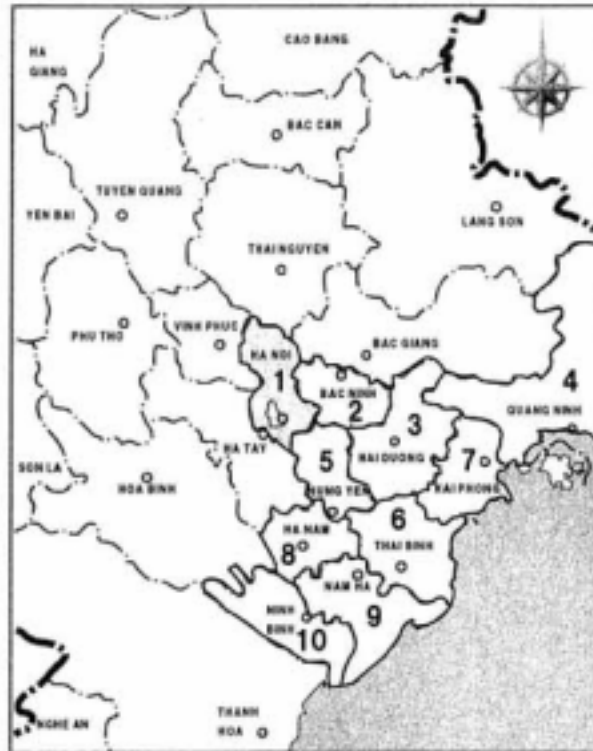 CAO BANG
HA
GIANG
BAC CAN
TUYEN QUANG
YEN BAI
LANG SON
THAI NGUYEN
VINH PHUC
PHU THO
HA NOI
BAC GIANG
1
BAC NINH
2
4
QUANG NINH
3
HA TAY
5
HAI DUONG
7
SON LA
HOA BINH
HUNG YEN
HAI PHONG
6
HA NAM
8
THAI BINH
NAM HA
NINH
BINH
9
10
THANH
HOA
NGHE AN